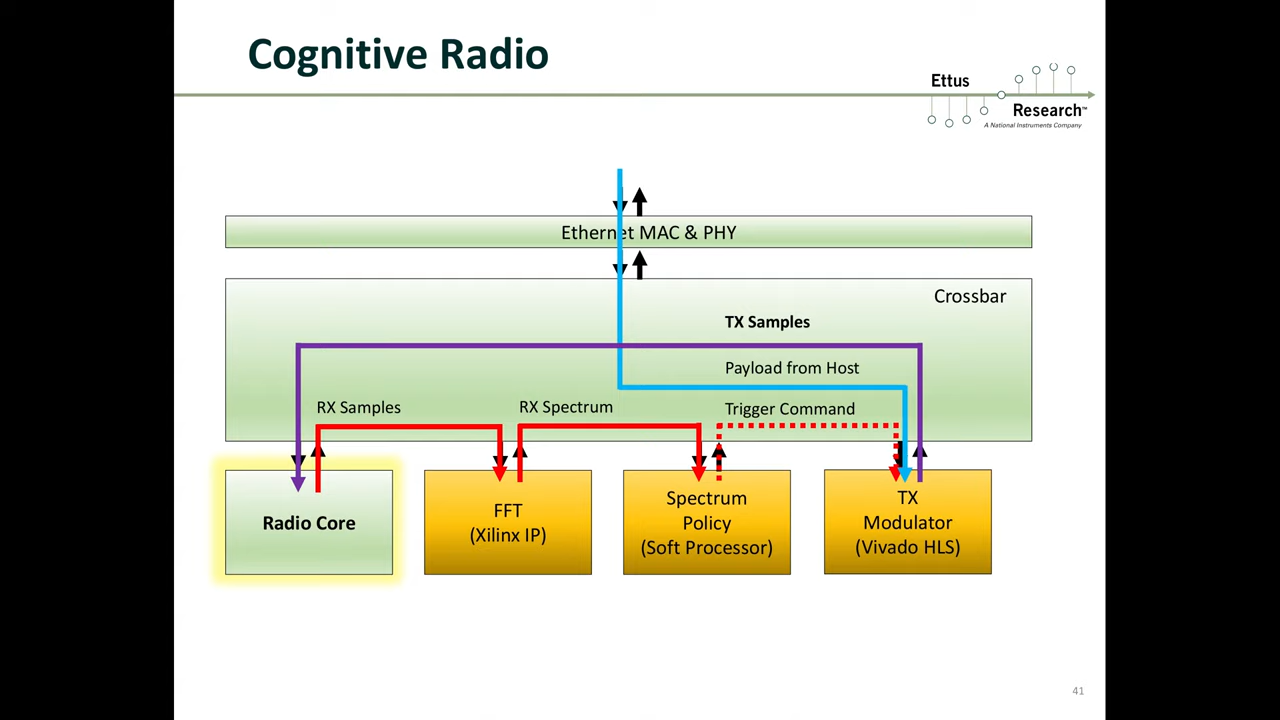 Cognitive Radio
Ettus
Research™
A National Instruments Company
Ethernet MAC & PHY
Crossbar
TX Samples
Payload from Host
RX Samples
RX Spectrum
Trigger Command
Radio Core
FFT
(Xilinx IP)
Spectrum
Policy
(Soft Processor)
TX
Modulator
(Vivado HLS)
41